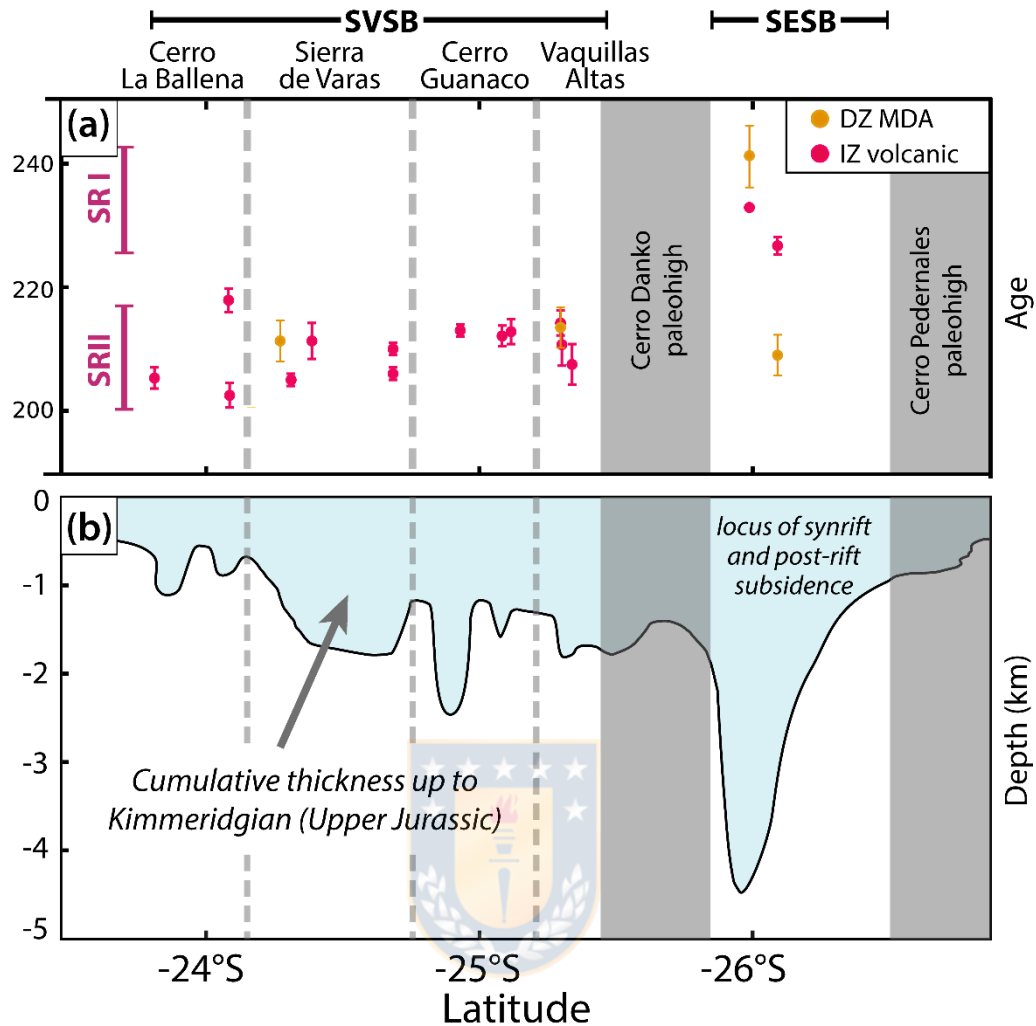 SVSB
SESB
Cerro
La Ballena
Sierra
de Varas
Cerro
Guanaco
Vaquillas
Altas
(a)
DZ MDA
IZ volcanic
240
220
200
SR I
SRII
Cerro Danko
paleohigh
Cerro Pedernales
paleohigh
Age
(b)
0
-1
-2
-3
-4
-5
locus of synrift
and post-rift
subsidence
Cumulative thickness up to
Kimmeridgian (Upper Jurassic)
Depth (km)
-24°S
-25°S
-26°S
Latitude